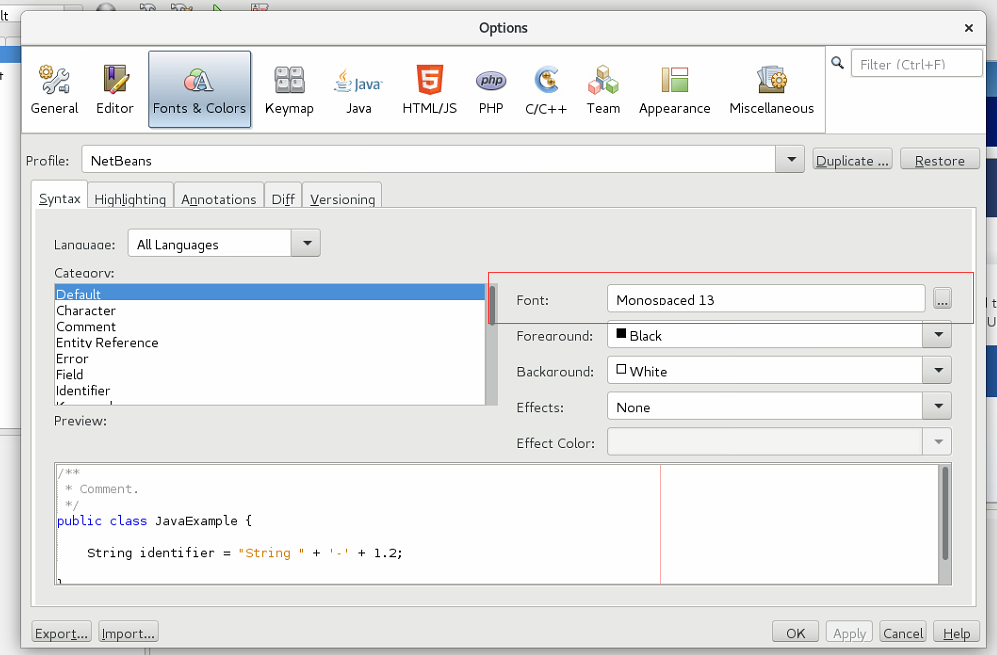 lt
Options
Filter (Ctrl+F)
General Editor Fonts & Colors Keymap Java HTML/JS PHP C/C++ Team Appearance Miscellaneous
Profile: NetBeans Duplicate ... Restore
Syntax Highlighting Annotations Diff Versioning
Language: All Languages
Category:
Default
Character
Comment
Entity Reference
Error
Field
Identifier
Font: Monospaced 13 ...
Foreground: Black
Background: White
Effects: None
Effect Color:
Preview:
/**
* Comment.
*/
public class JavaExample {
String identifier = "String " + '-' + 1.2;
}
Export... Import... OK Apply Cancel Help